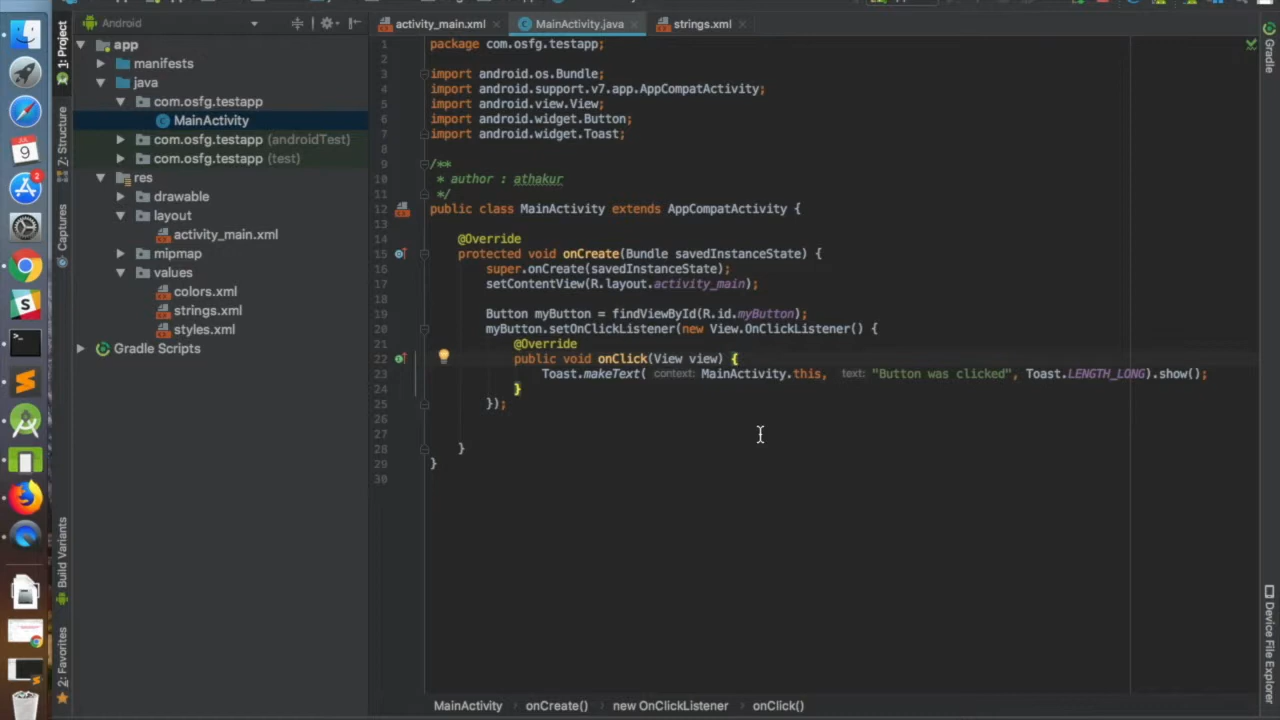 Android
activity_main.xml
MainActivity.java
strings.xml
1: Project
Z: Structure
Captures
Build Variants
2: Favorites
app
manifests
java
com.osfg.testapp
MainActivity
com.osfg.testapp (androidTest)
com.osfg.testapp (test)
res
drawable
layout
activity_main.xml
mipmap
values
colors.xml
strings.xml
styles.xml
Gradle Scripts
9
2
1 package com.osfg.testapp;
2
3 import android.os.Bundle;
4 import android.support.v7.app.AppCompatActivity;
5 import android.view.View;
6 import android.widget.Button;
7 import android.widget.Toast;
8
9 /**
10 * author : athakur
11 */
12 public class MainActivity extends AppCompatActivity {
13
14 @Override
15 protected void onCreate(Bundle savedInstanceState) {
16 super.onCreate(savedInstanceState);
17 setContentView(R.layout.activity_main);
18
19 Button myButton = findViewById(R.id.myButton);
20 myButton.setOnClickListener(new View.OnClickListener() {
21 @Override
22 public void onClick(View view) {
23 Toast.makeText( context: MainActivity.this, text: "Button was clicked", Toast.LENGTH_LONG).show();
24 }
25 });
26
27
28 }
29 }
30
Gradle
Device File Explorer
MainActivity onCreate() new OnClickListener onClick()